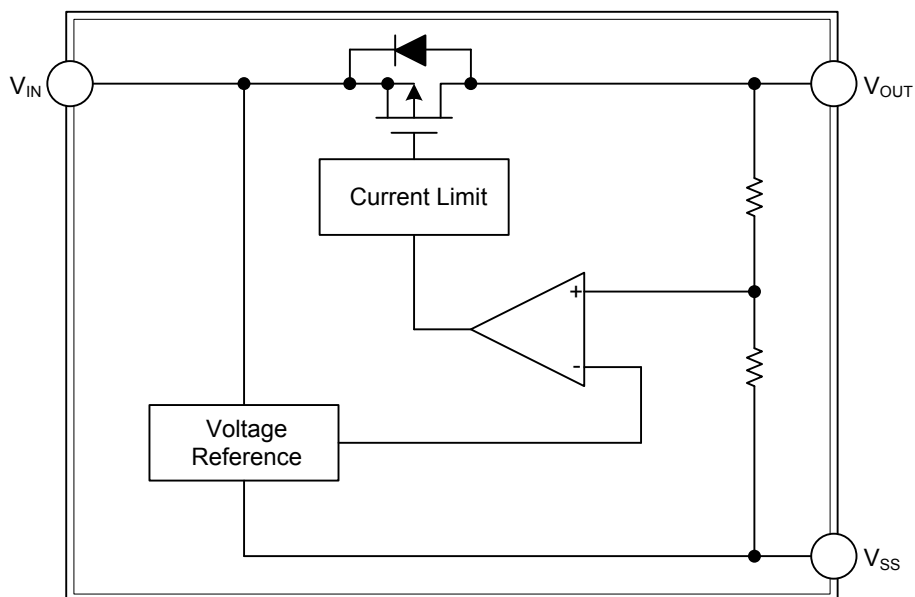 V_IN
V_OUT
Current Limit
+
-
Voltage
Reference
V_SS